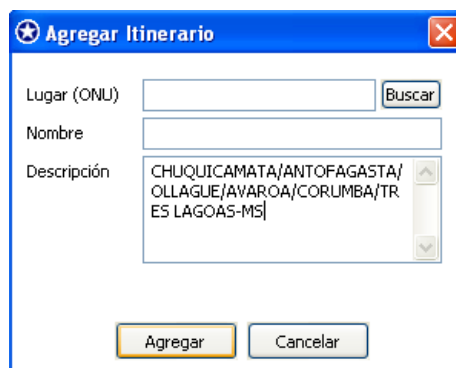 Agregar Itinerario
Lugar (ONU)
Buscar
Nombre
Descripción
CHUQUICAMATA/ANTOFAGASTA/
OLLAGUE/AVAROA/CORUMBA/TR
ES LAGOAS-MS
Agregar
Cancelar